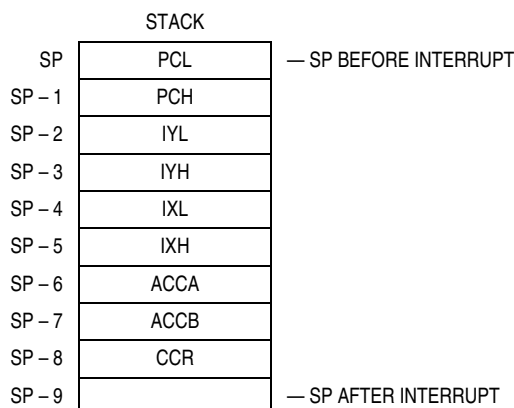 STACK
SP PCL — SP BEFORE INTERRUPT
SP – 1 PCH
SP – 2 IYL
SP – 3 IYH
SP – 4 IXL
SP – 5 IXH
SP – 6 ACCA
SP – 7 ACCB
SP – 8 CCR
SP – 9 — SP AFTER INTERRUPT